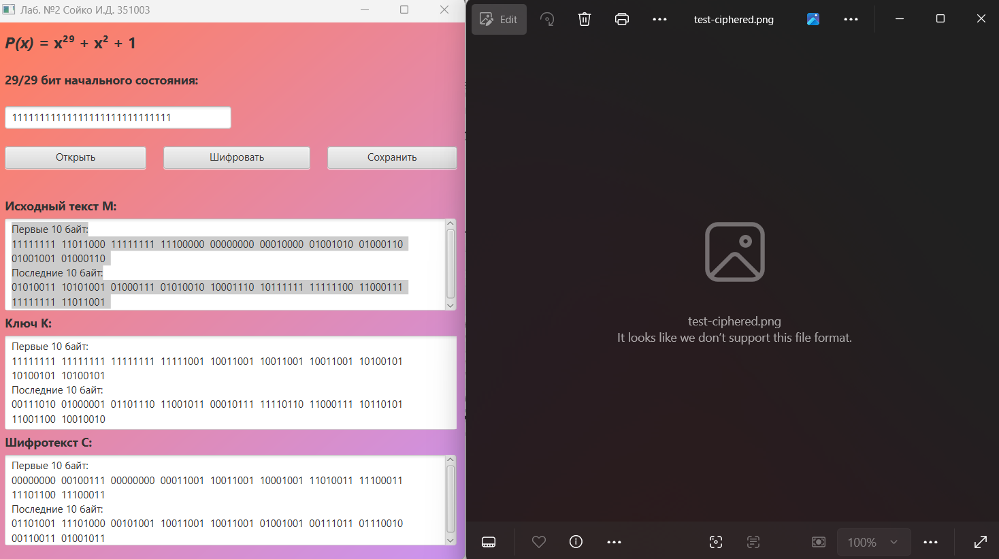 Лаб. №2 Сойко И.Д. 351003
P(x) = x²⁹ + x² + 1
29/29 бит начального состояния:
11111111111111111111111111111
Открыть Шифровать Сохранить
Исходный текст M:
Первые 10 байт:
11111111 11011000 11111111 11100000 00000000 00010000 01001010 01000110
01001001 01000110
Последние 10 байт:
01010011 10101001 01000111 01010010 10001110 10111111 11111100 11000111
11111111 11011001
Ключ K:
Первые 10 байт:
11111111 11111111 11111111 11111001 10011001 10011001 10011001 10100101
10100101 10100101
Последние 10 байт:
00111010 01000001 01101110 11001011 00010111 11110110 11000111 10110101
11001100 10010010
Шифротекст C:
Первые 10 байт:
00000000 00100111 00000000 00011001 10011001 10001001 11010011 11100011
11101100 11100011
Последние 10 байт:
01101001 11101000 00101001 10011001 10011001 01001001 00111011 01110010
00110011 01001011
Edit
test-ciphered.png
test-ciphered.png
It looks like we don't support this file format.
100%